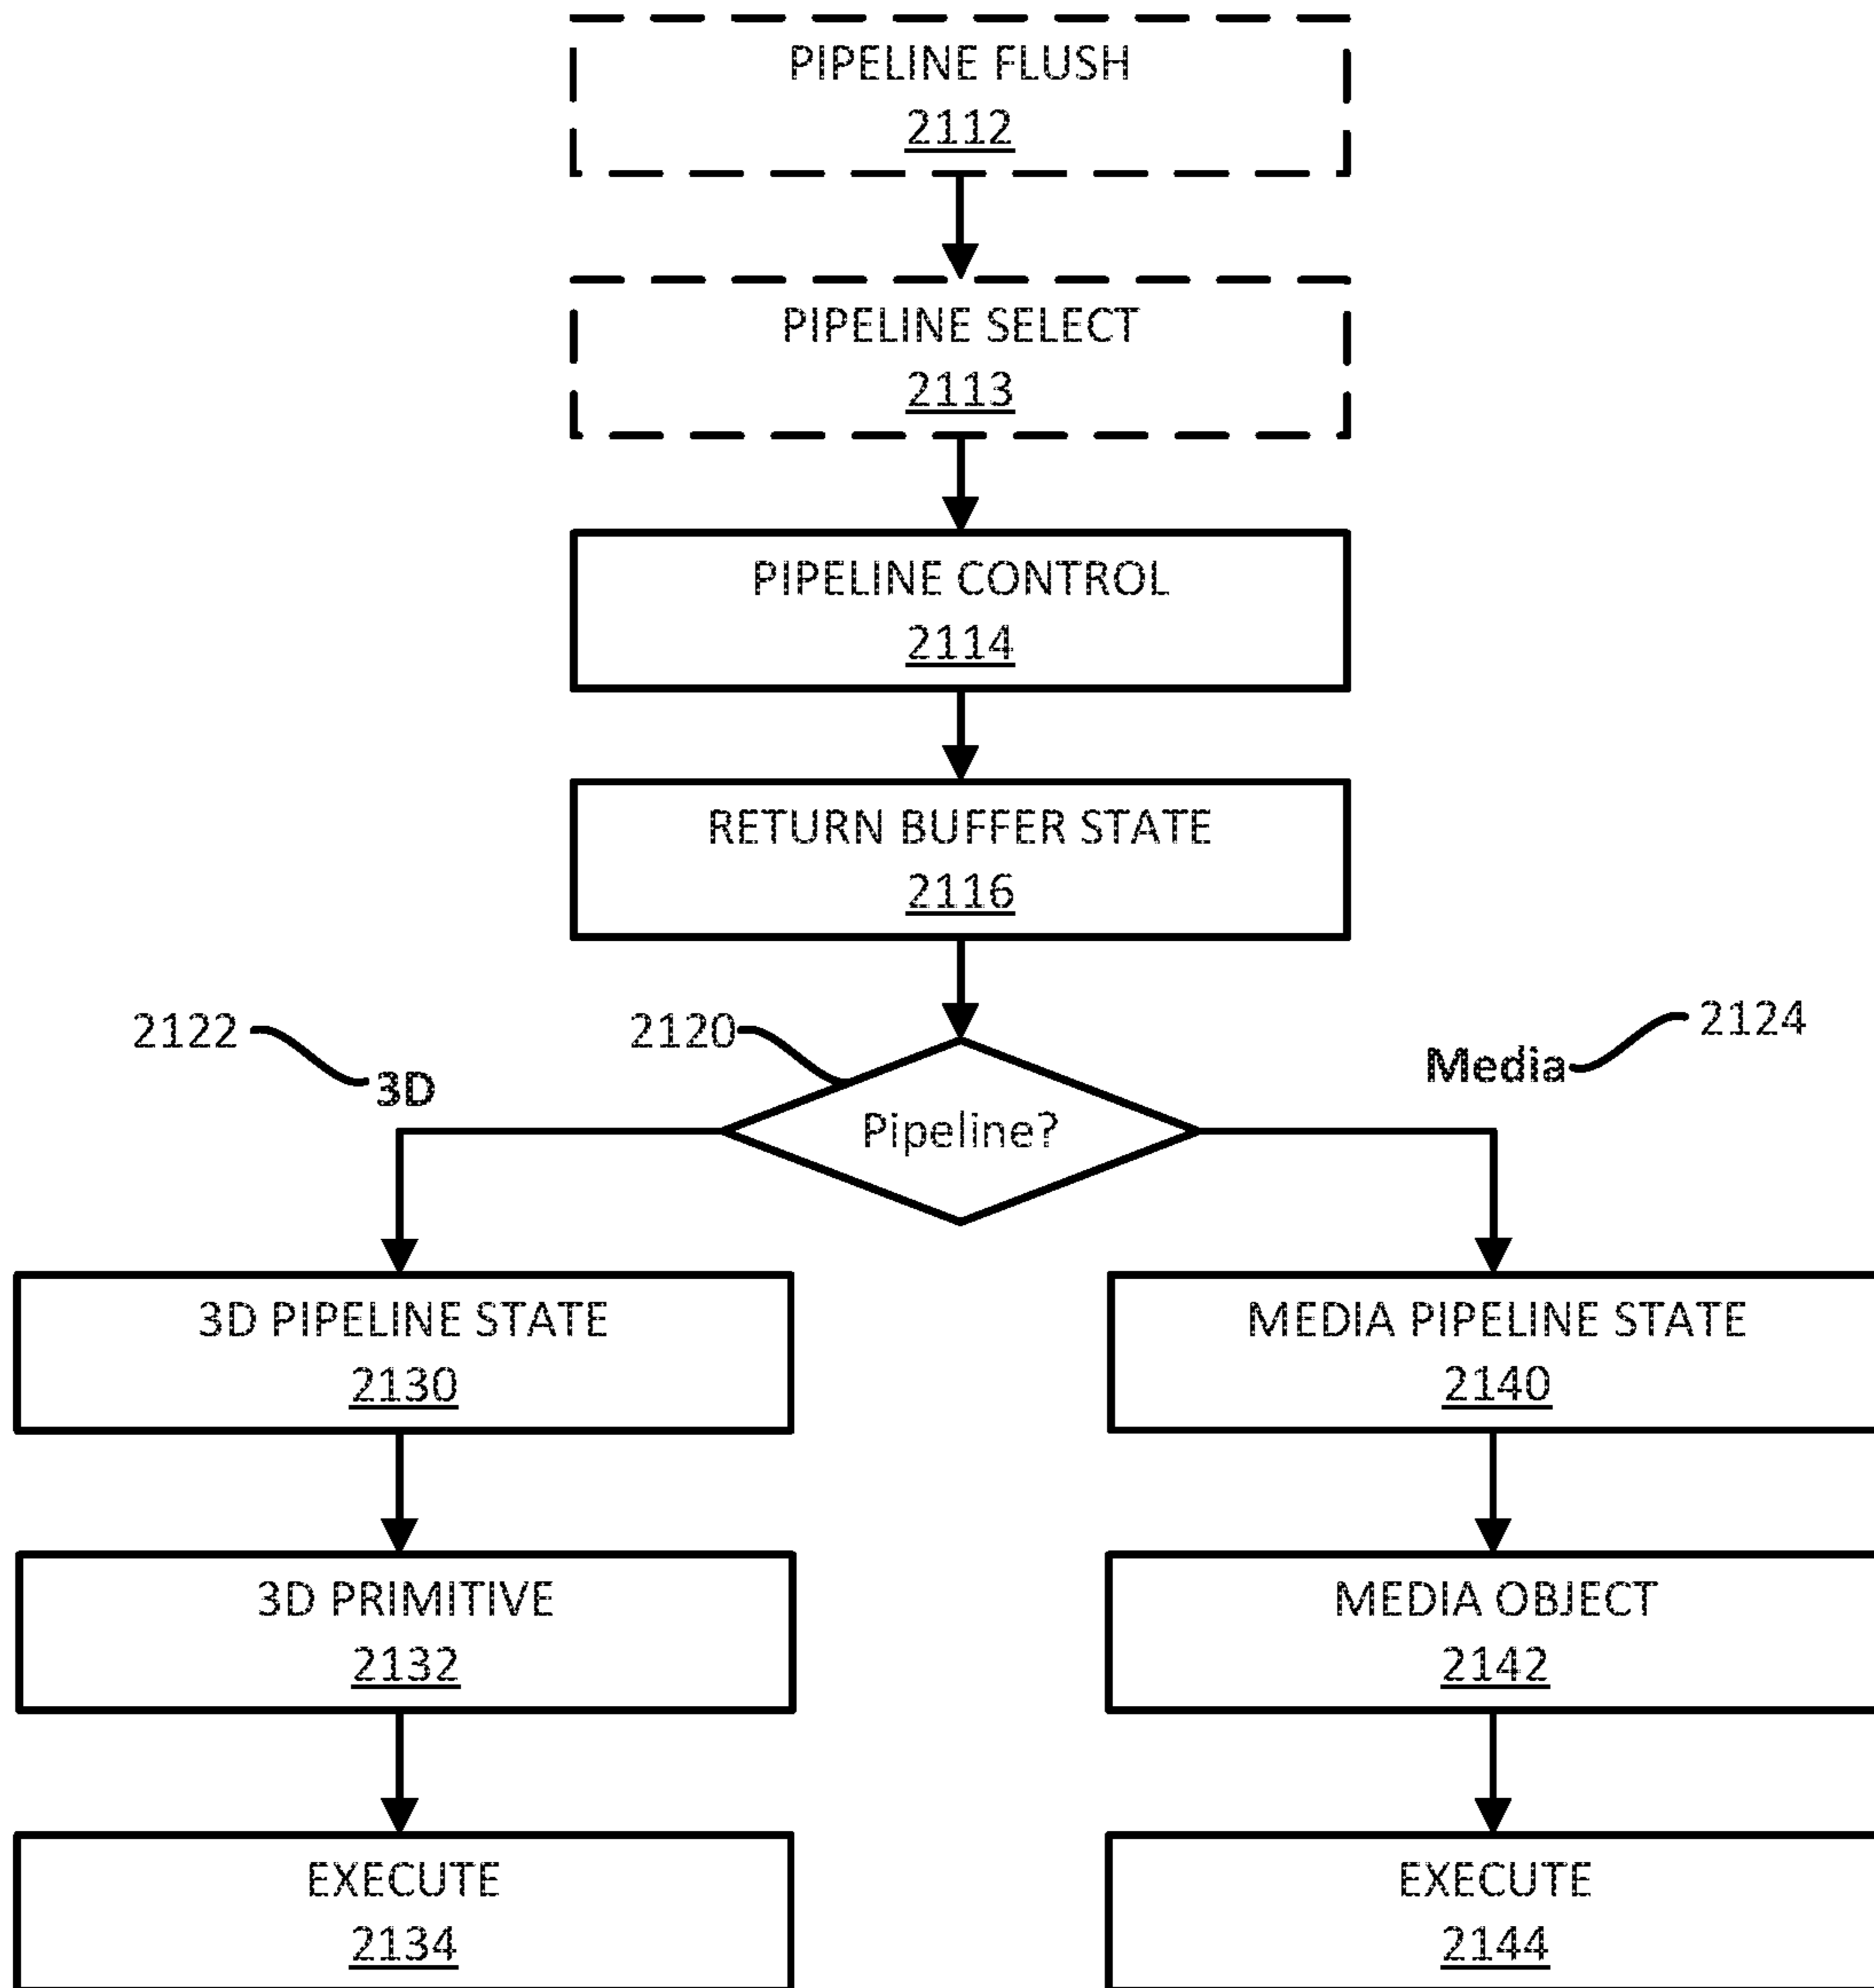 PIPELINE FLUSH
2112
PIPELINE SELECT
2113
PIPELINE CONTROL
2114
RETURN BUFFER STATE
2116
2122
3D
2120
Pipeline?
2124
Media
3D PIPELINE STATE
2130
MEDIA PIPELINE STATE
2140
3D PRIMITIVE
2132
MEDIA OBJECT
2142
EXECUTE
2134
EXECUTE
2144